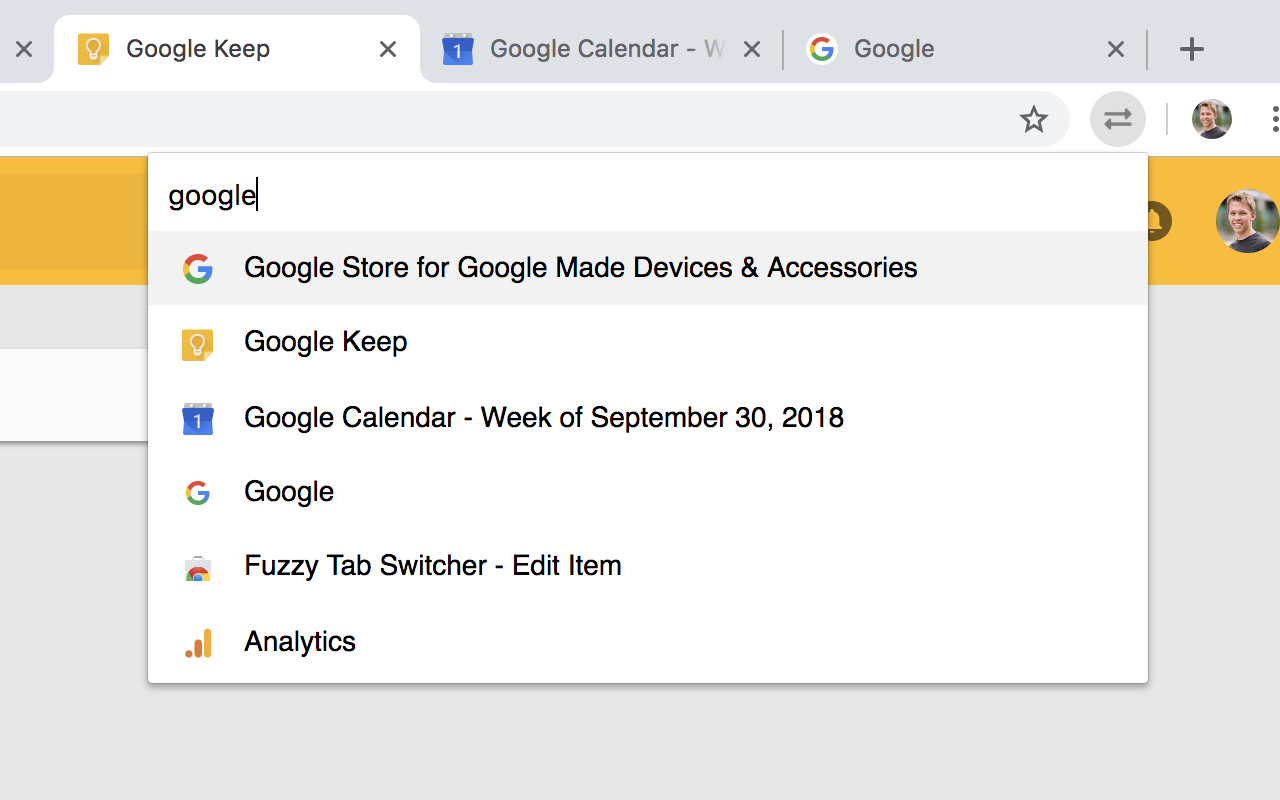 Google Keep
Google Calendar - W
Google
google
Google Store for Google Made Devices & Accessories
Google Keep
1
Google Calendar - Week of September 30, 2018
Google
Fuzzy Tab Switcher - Edit Item
Analytics